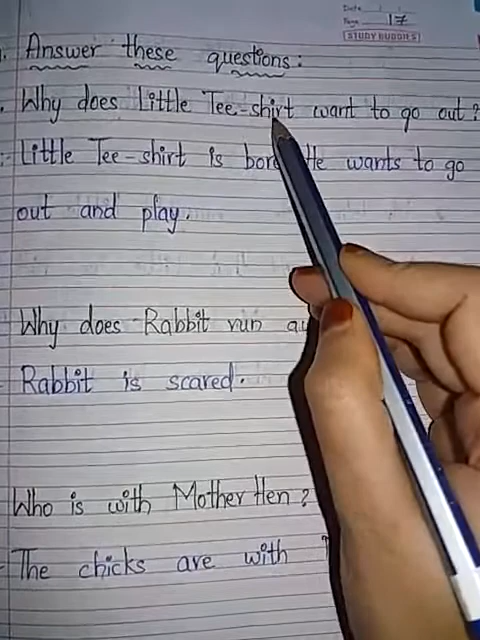 Date
Page 17
STUDY BUDDIES
Answer these questions:
Why does Little Tee-shirt want to go out?
Little Tee-shirt is bored He wants to go
out and play.
Why does Rabbit run
Rabbit is scared.
Who is with Mother Hen?
The chicks are with